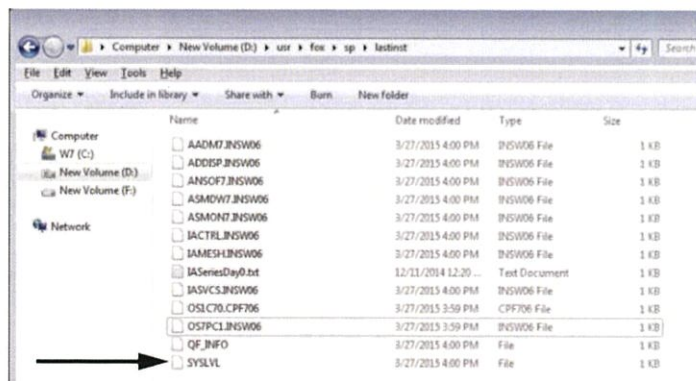 Computer ▸ New Volume (D:) ▸ usr ▸ fox ▸ sp ▸ lastinst
Search
File Edit View Tools Help
Organize Include in library Share with Burn New folder
Name Date modified Type Size
Computer
W7 (C:)
New Volume (D:)
New Volume (F:)
Network
AADM7.INSW06 3/27/2015 4:00 PM INSW06 File 1 KB
ADDISP.INSW06 3/27/2015 4:00 PM INSW06 File 1 KB
ANSOF7.INSW06 3/27/2015 4:00 PM INSW06 File 1 KB
ASMDW7.INSW06 3/27/2015 4:00 PM INSW06 File 1 KB
ASMON7.INSW06 3/27/2015 4:00 PM INSW06 File 1 KB
IACTRL.INSW06 3/27/2015 4:00 PM INSW06 File 1 KB
IAMESH.INSW06 3/27/2015 4:00 PM INSW06 File 1 KB
IASeriesDay0.txt 12/11/2014 12:20 ... Text Document 1 KB
IASVCS.INSW06 3/27/2015 4:00 PM INSW06 File 1 KB
OS1C70.CPF706 3/27/2015 3:59 PM CPF706 File 1 KB
OS7PC1.INSW06 3/27/2015 3:59 PM INSW06 File 1 KB
QF_INFO 3/27/2015 4:00 PM File 1 KB
SYSLVL 3/27/2015 4:00 PM File 1 KB